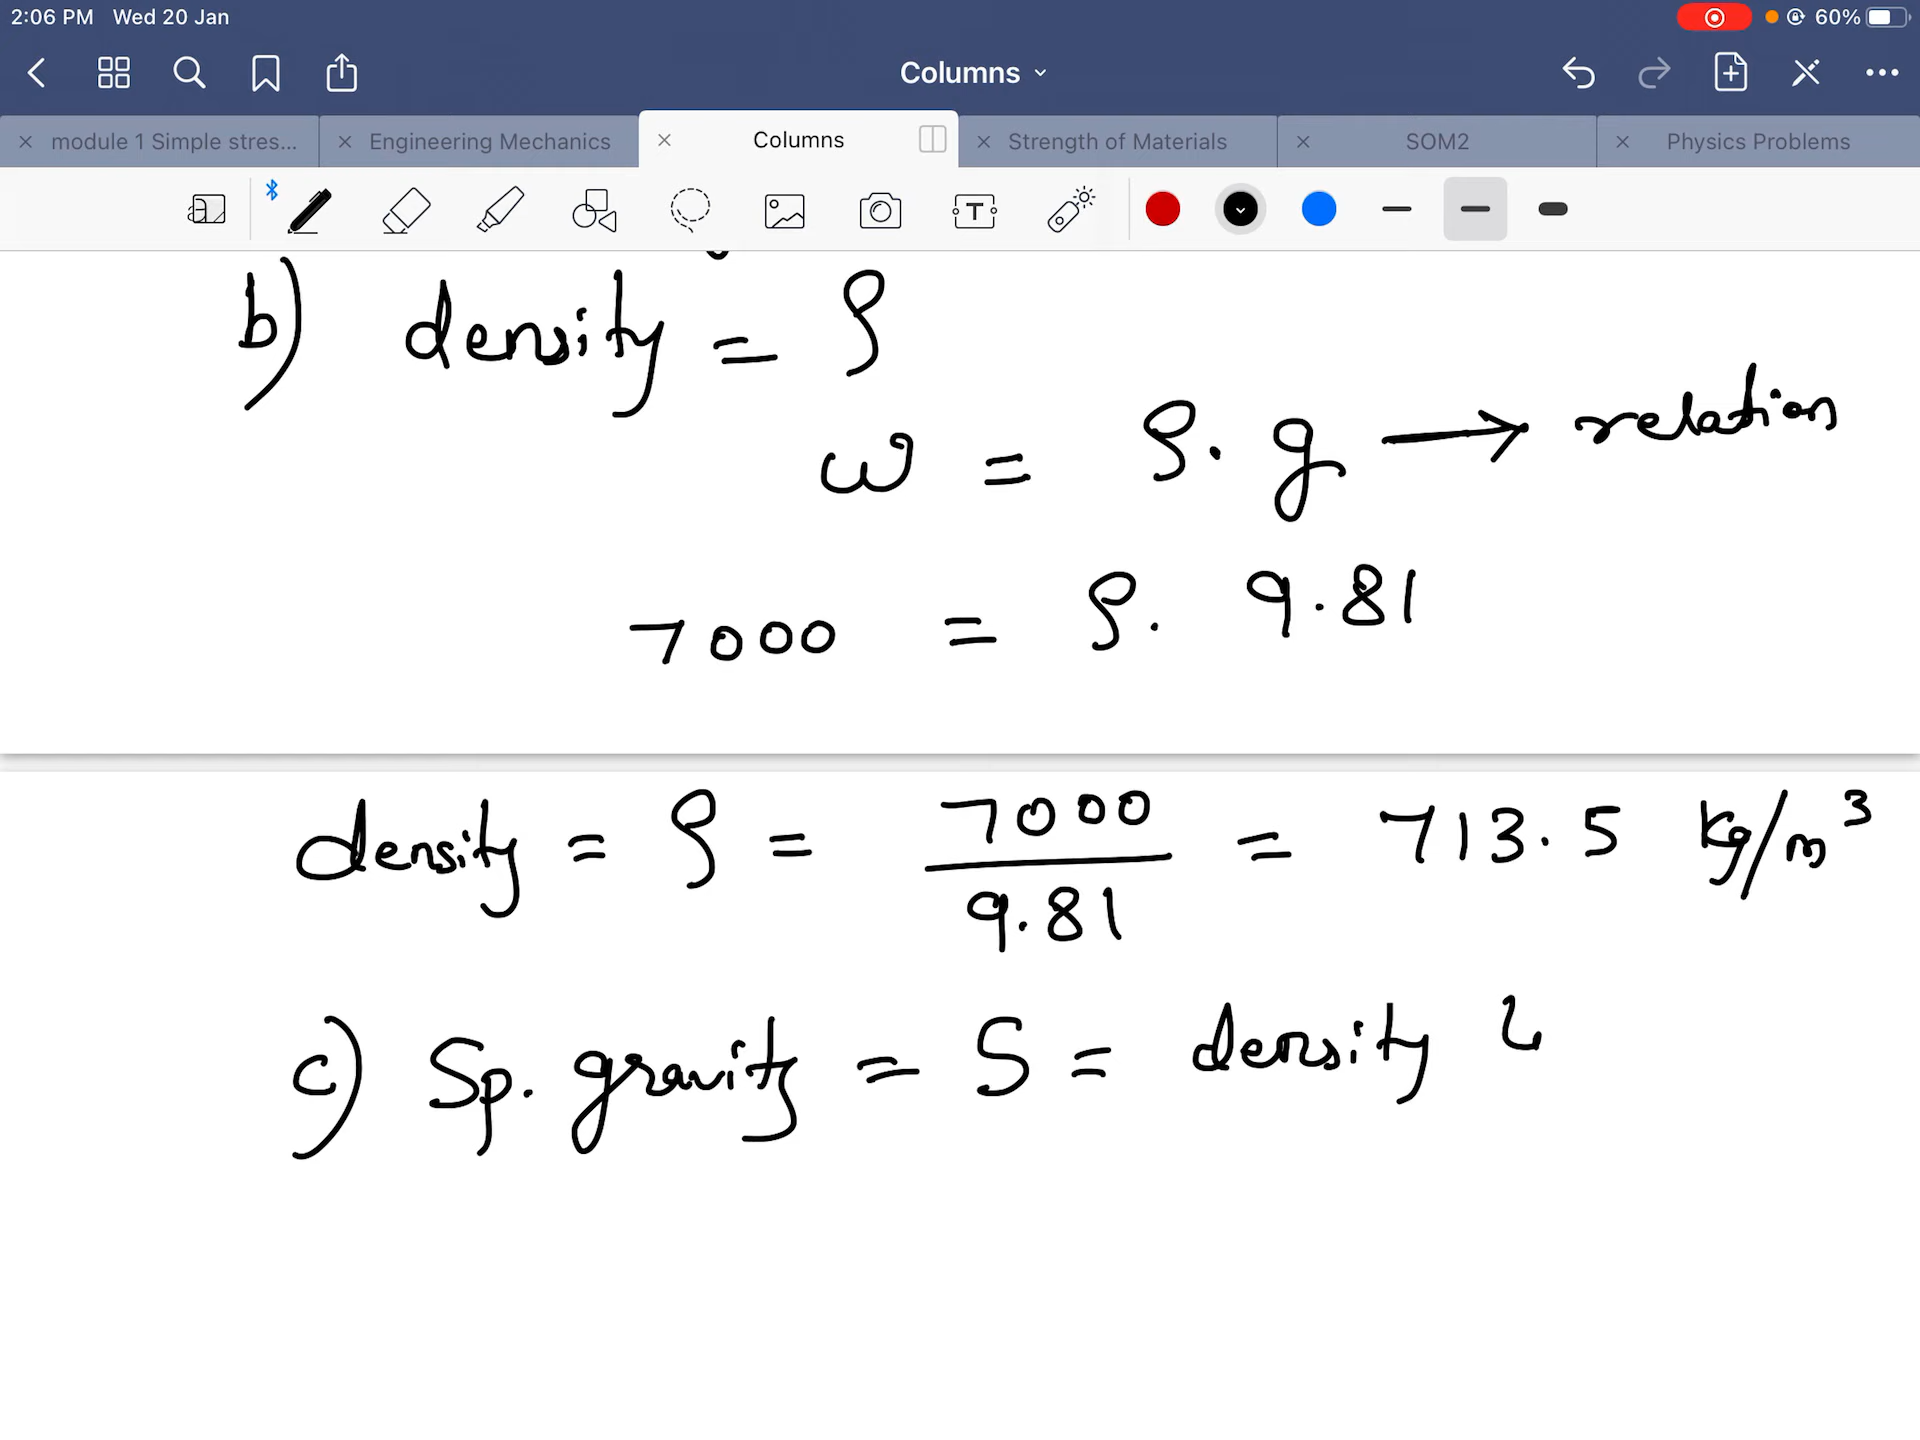 2:06 PM Wed 20 Jan 60%
Columns
module 1 Simple stres... Engineering Mechanics Columns Strength of Materials SOM2 Physics Problems
b) density = ρ
ω = ρ. g → relation
7000 = ρ. 9.81
density = ρ = 7000 / 9.81 = 713.5 kg/m³
c) Sp. gravity = S = density